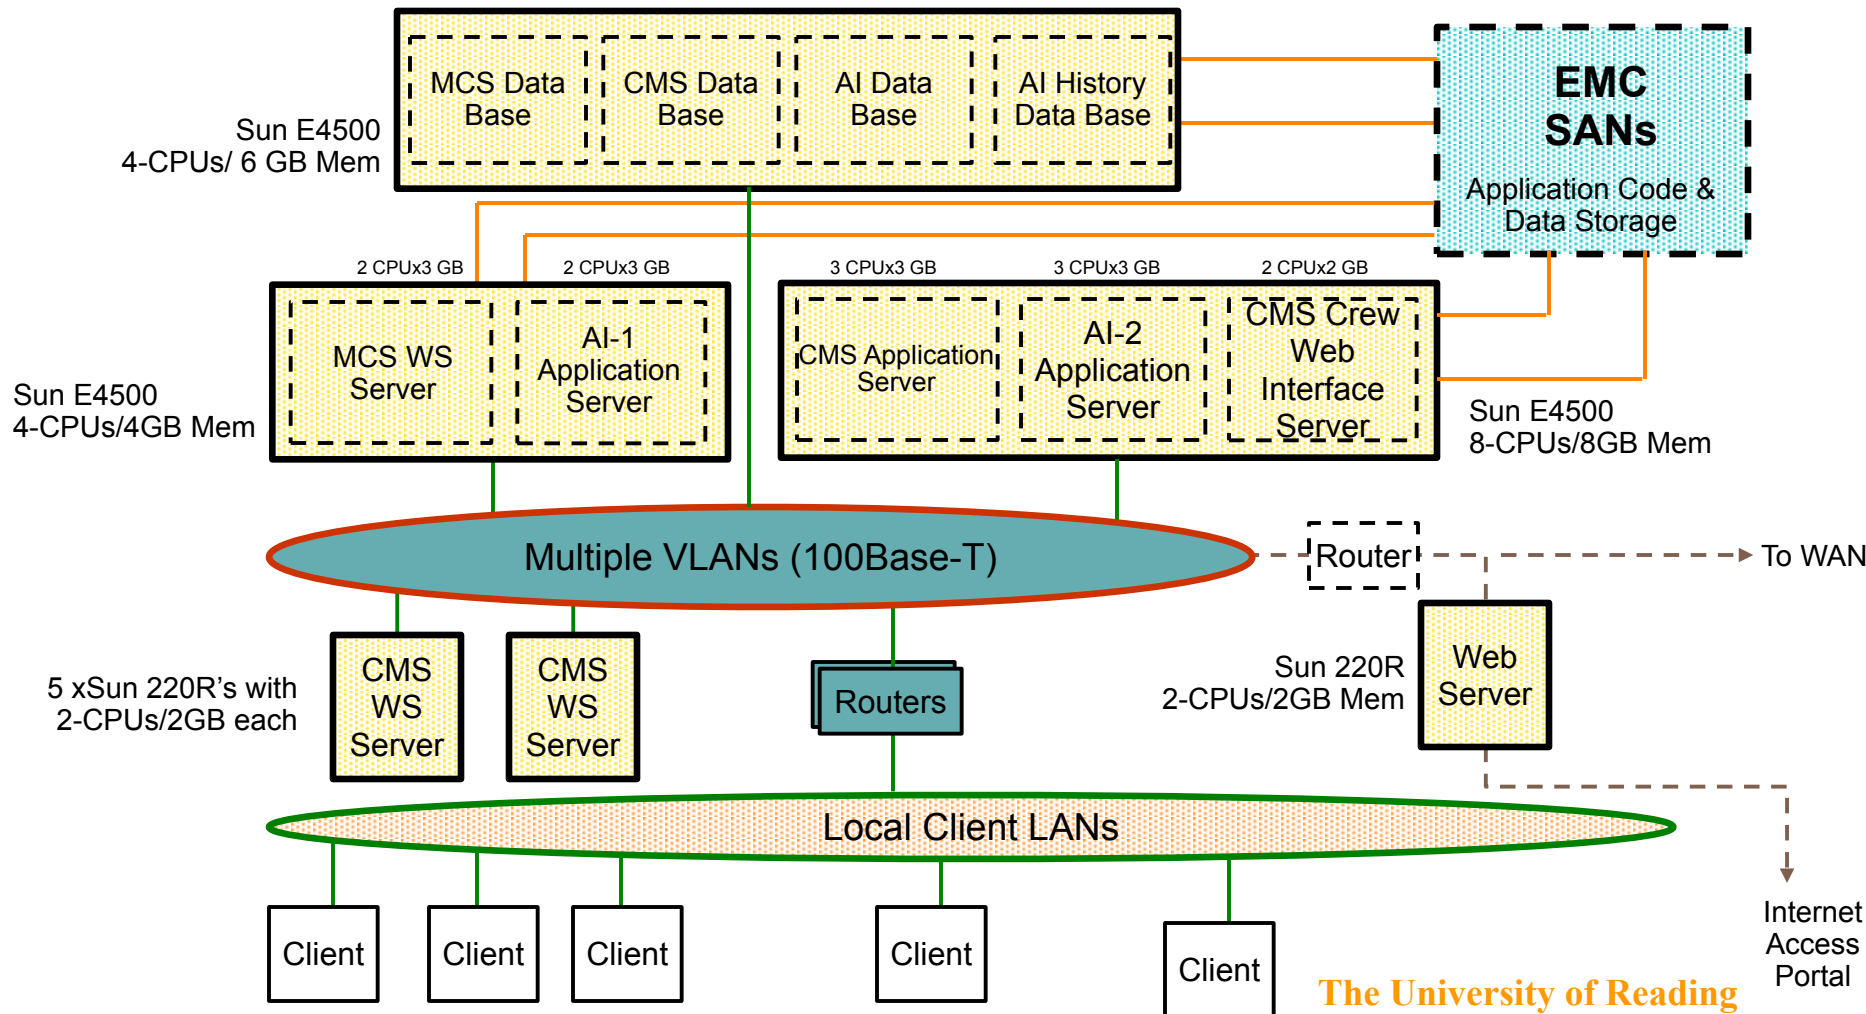 MCS Data
Base
CMS Data
Base
AI Data
Base
AI History
Data Base
EMC
SANs
Application Code &
Data Storage
Sun E4500
4-CPUs/ 6 GB Mem
2 CPUx3 GB
2 CPUx3 GB
3 CPUx3 GB
3 CPUx3 GB
2 CPUx2 GB
MCS WS
Server
AI-1
Application
Server
CMS Application
Server
AI-2
Application
Server
CMS Crew
Web
Interface
Server
Sun E4500
4-CPUs/4GB Mem
Sun E4500
8-CPUs/8GB Mem
Multiple VLANs (100Base-T)
Router
To WAN
5 xSun 220R's with
2-CPUs/2GB each
CMS
WS
Server
CMS
WS
Server
Routers
Sun 220R
2-CPUs/2GB Mem
Web
Server
Local Client LANs
Client
Client
Client
Client
Client
Internet
Access
Portal
The University of Reading